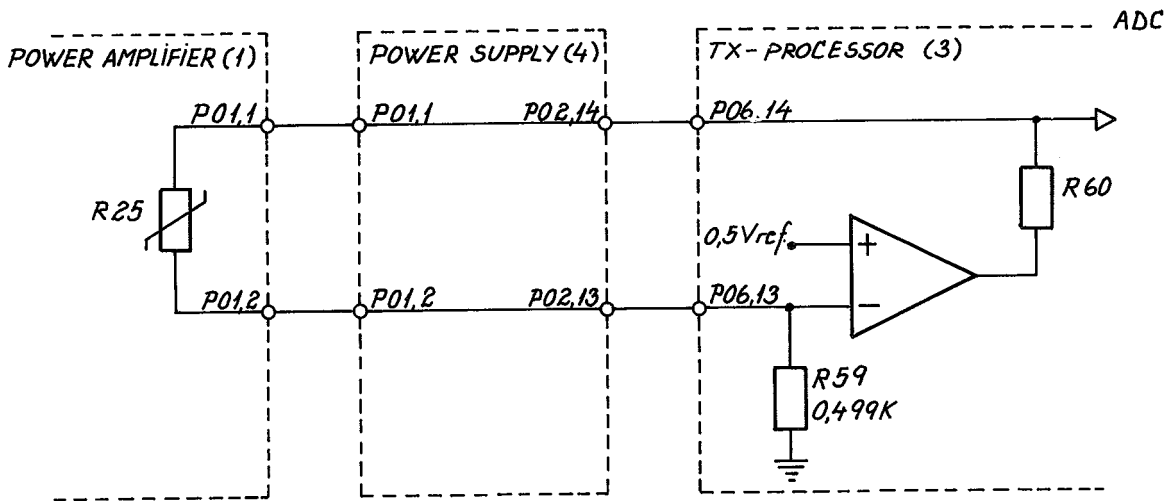 ADC
POWER AMPLIFIER (1)
POWER SUPPLY (4)
TX-PROCESSOR (3)
P01,1
P01,1
P02,14
P06.14
R25
R60
0,5Vref.
+
P01,2
P01,2
P02,13
P06,13
−
R59
0,499K